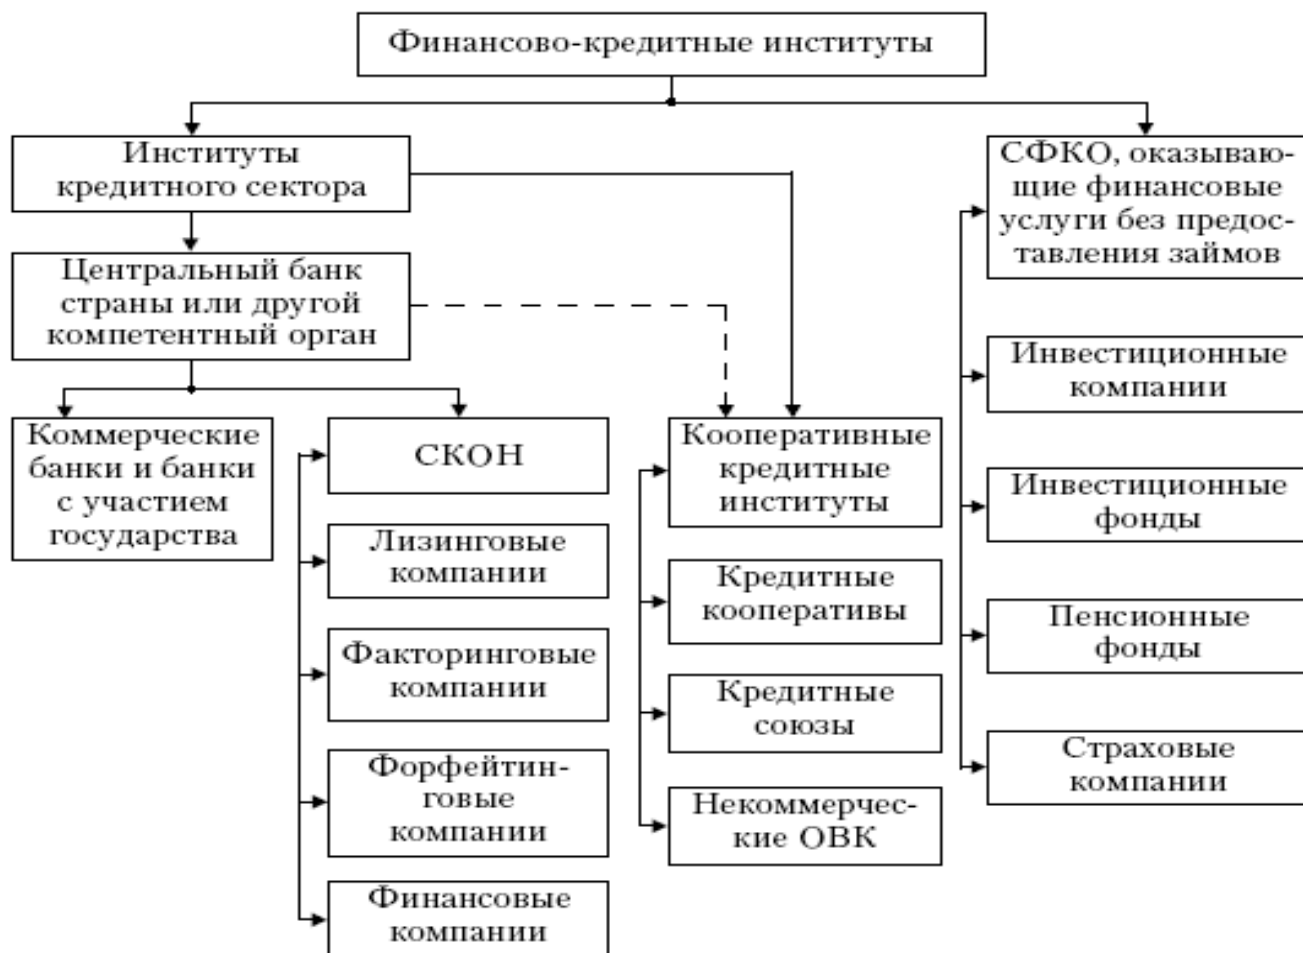 Финансово-кредитные институты
Институты
кредитного сектора
Центральный банк
страны или другой
компетентный орган
Коммерческие
банки и банки
с участием
государства
СКОН
Лизинговые
компании
Факторинговые
компании
Форфейтин-
говые
компании
Финансовые
компании
Кооперативные
кредитные
институты
Кредитные
кооперативы
Кредитные
союзы
Некоммерчес-
кие ОВК
СФКО, оказываю-
щие финансовые
услуги без предос-
тавления займов
Инвестиционные
компании
Инвестиционные
фонды
Пенсионные
фонды
Страховые
компании